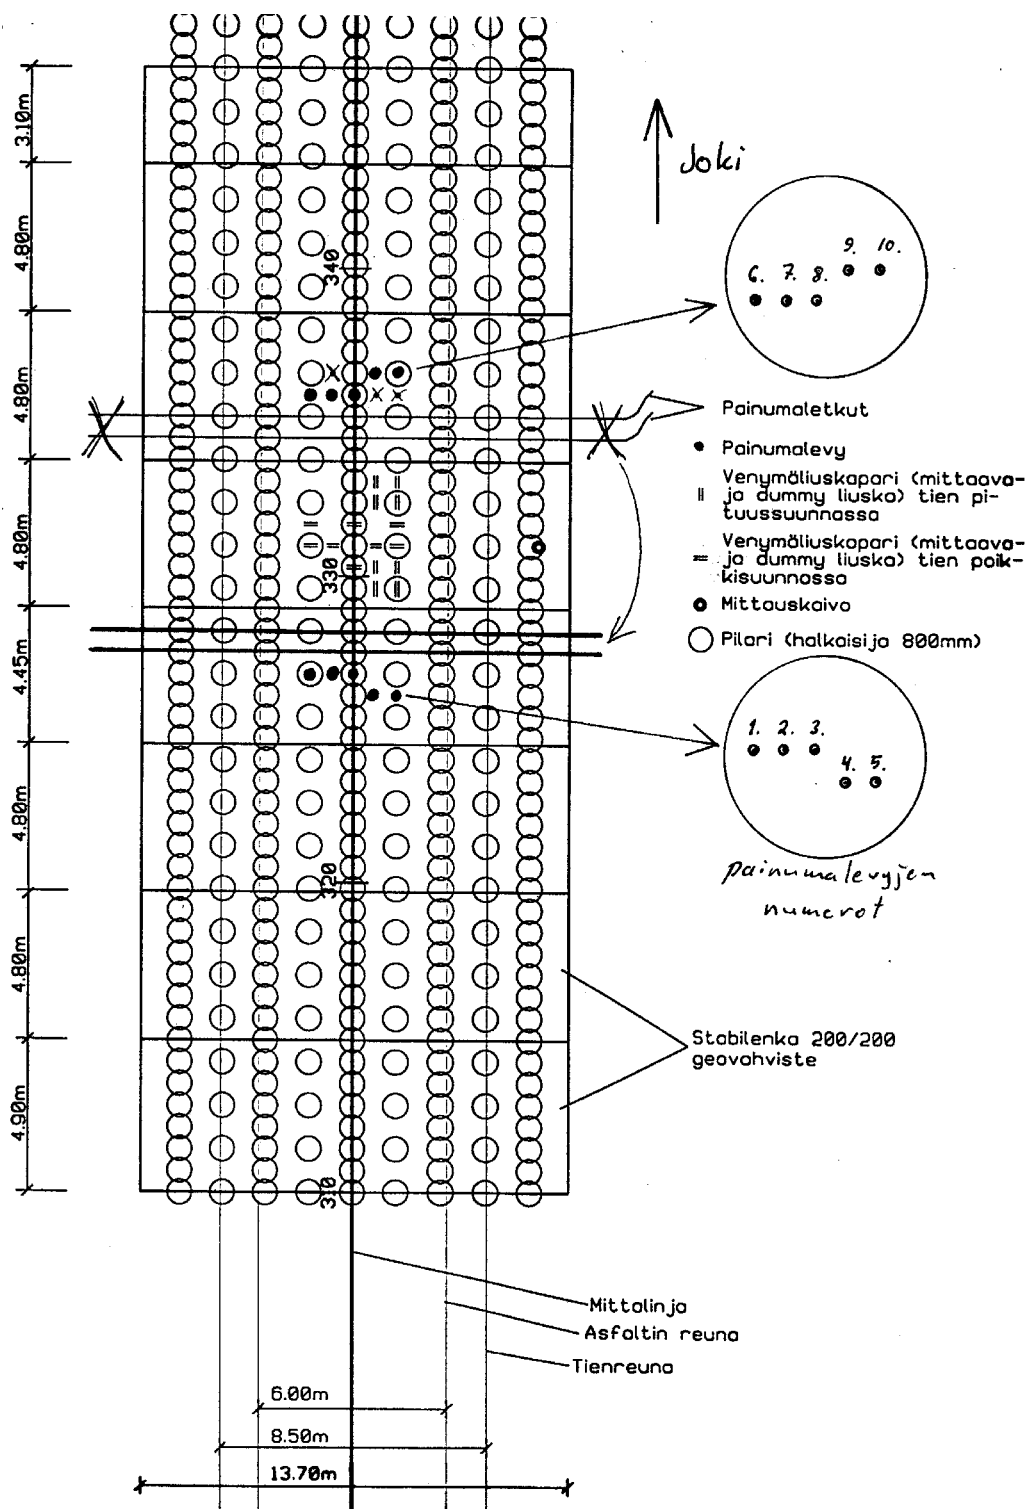 3.10m
4.80m
4.80m
4.80m
4.45m
4.80m
4.80m
4.90m
340
330
320
310
Joki
6. 7. 8. 9. 10.
Painumaletkut
Painumalevy
Venymäliuskapari (mittaava-
ja dummy liuska) tien pi-
tuussuunnassa
Venymäliuskapari (mittaava-
ja dummy liuska) tien poik-
kisuunnassa
Mittauskaivo
Pilari (halkaisija 800mm)
1. 2. 3.
4. 5.
painumalevyjen
numerot
Stabilenka 200/200
geovahviste
Mittalinja
Asfaltin reuna
Tienreuna
6.00m
8.50m
13.70m